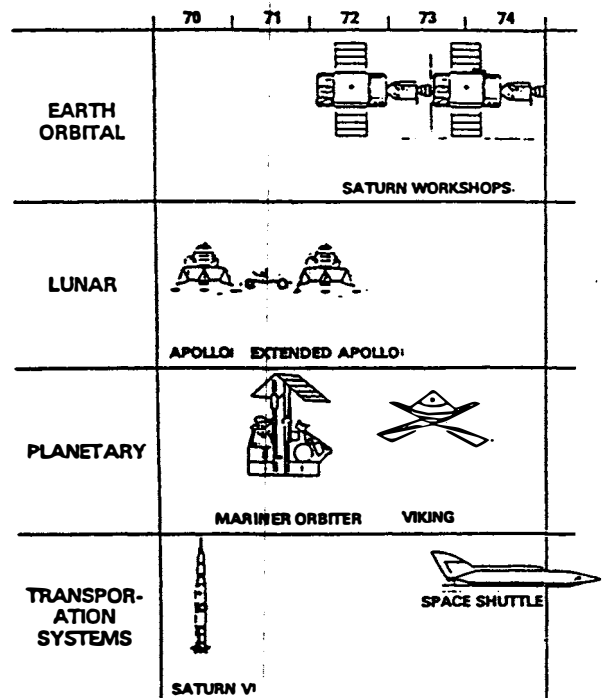 70 71 72 73 74
EARTH
ORBITAL
SATURN WORKSHOPS
LUNAR
APOLLO EXTENDED APOLLO
PLANETARY
MARINER ORBITER VIKING
TRANSPOR-
ATION
SYSTEMS
SPACE SHUTTLE
SATURN V